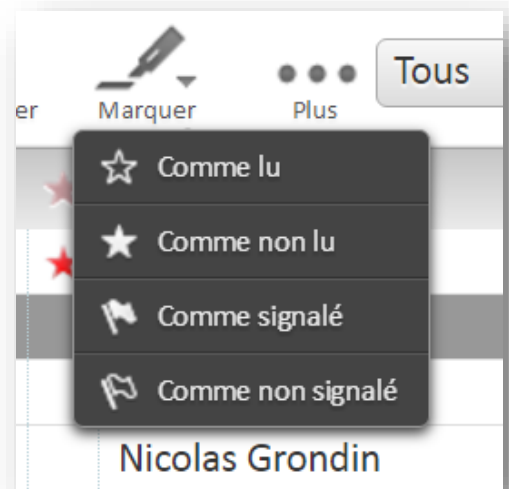 Tous
er Marquer Plus
Comme lu
Comme non lu
Comme signalé
Comme non signalé
Nicolas Grondin